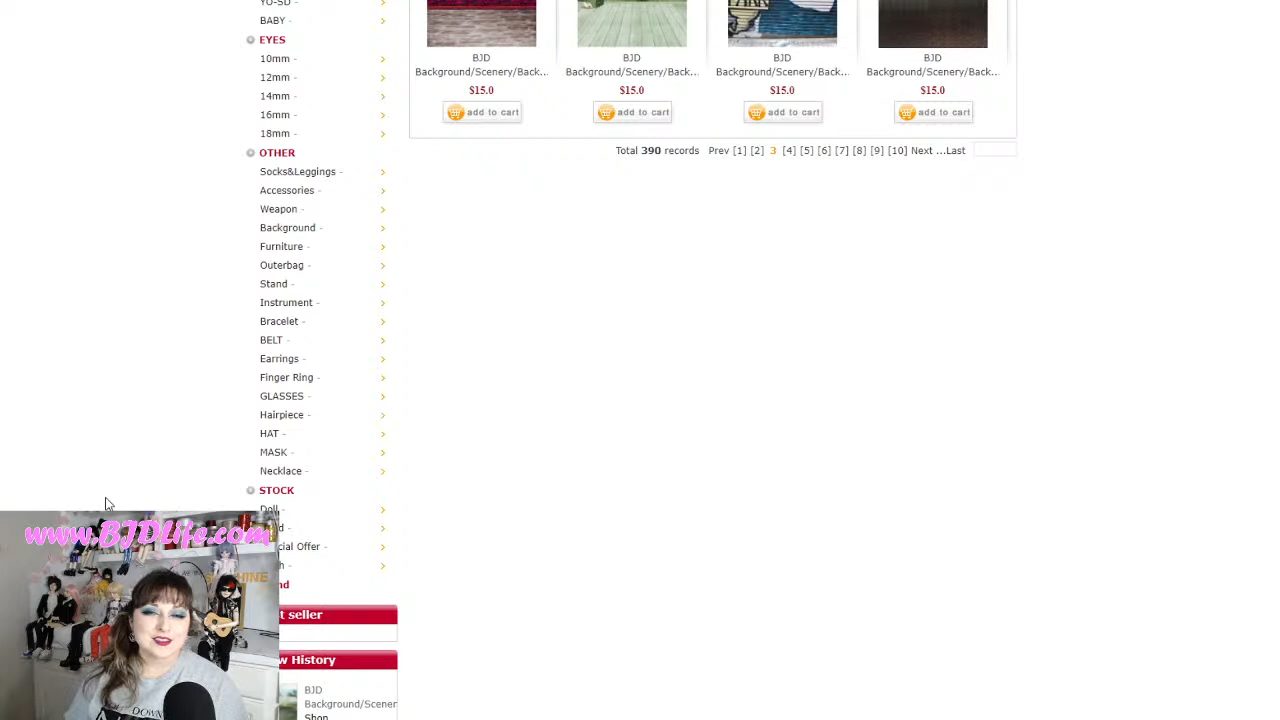 YO-SD -
BABY -
EYES
10mm -
12mm -
14mm -
16mm -
18mm -
OTHER
Socks&Leggings -
Accessories -
Weapon -
Background -
Furniture -
Outerbag -
Stand -
Instrument -
Bracelet -
BELT -
Earrings -
Finger Ring -
GLASSES -
Hairpiece -
HAT -
MASK -
Necklace -
STOCK
Doll -
d -
cial Offer -
h -
nd
t seller
w History
BJD
Background/Scener
Shop
BJD
Background/Scenery/Back...
$15.0
add to cart
BJD
Background/Scenery/Back...
$15.0
add to cart
BJD
Background/Scenery/Back...
$15.0
add to cart
BJD
Background/Scenery/Back...
$15.0
add to cart
Total 390 records Prev [1] [2] 3 [4] [5] [6] [7] [8] [9] [10] Next ...Last
www.BJDLife.com
DOWN